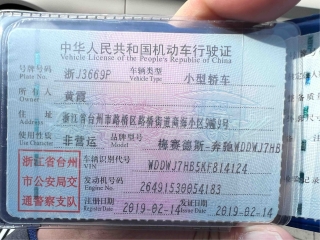 中华人民共和国机动车行驶证
Vehicle License of the People's Republic of China
号牌号码 浙J3669P 车辆类型 小型轿车
Plate No. Vehicle Type
所有人 黄霞
Owner
住址 浙江省台州市路桥区路桥街道商海小区
Address
使用性质 非营运 品牌型号 梅赛德斯-奔驰WDDWJ7HB
Use Character Model
浙江省台州市公安局交通警察支队
车辆识别代号 WDDWJ7HB5KF814124
VIN
发动机号码 26491530054183
Engine No.
注册日期 2019-02-14 发证日期 2019-02-14
Register Date Issue Date